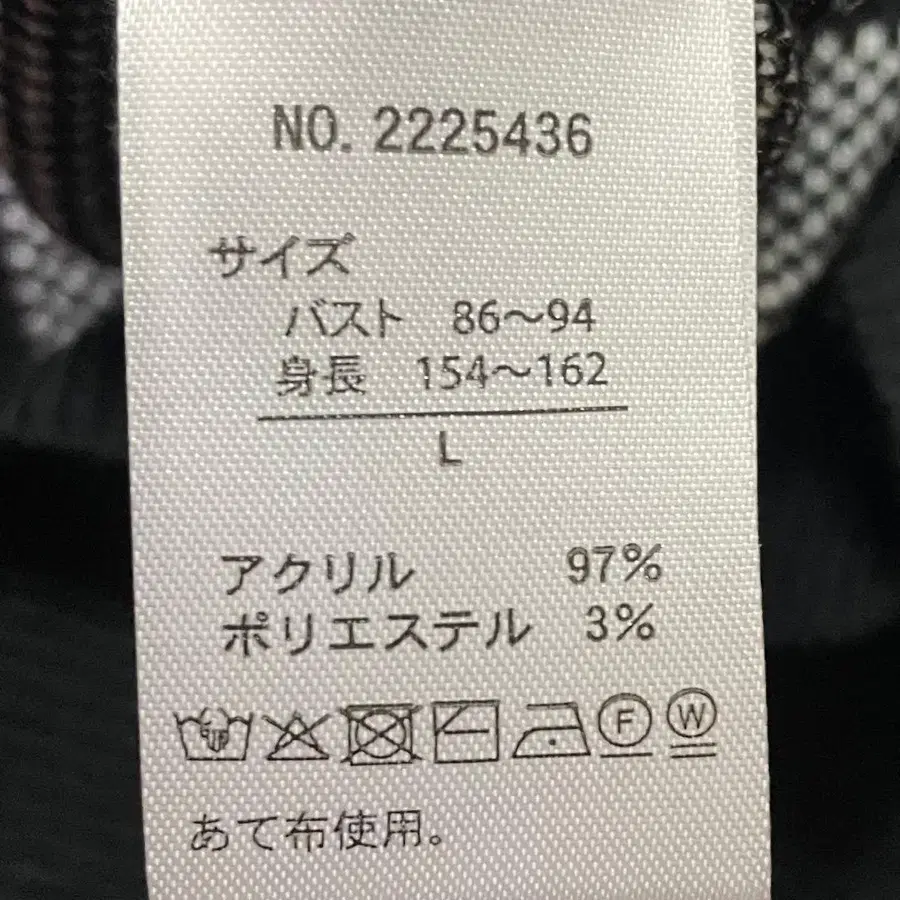 NO. 2225436
サイズ
バスト 86〜94
身長 154〜162
L
アクリル 97%
ポリエステル 3%
F W
あて布使用。